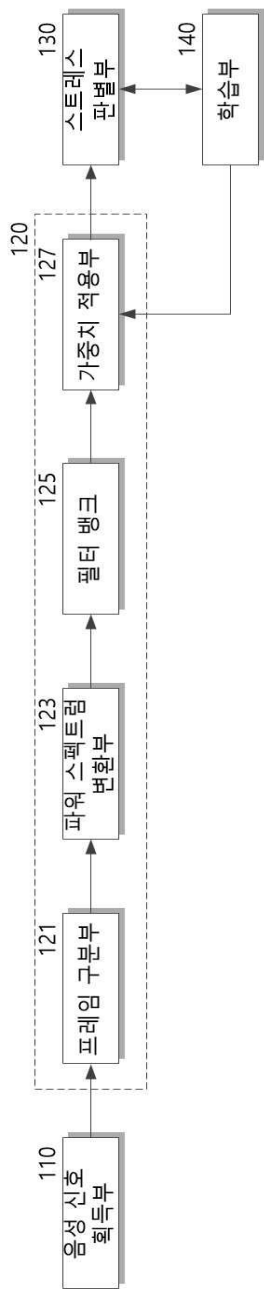 110
음성 신호
획득부
120
121
프레임 구분부
123
파워 스펙트럼
변환부
125
필터 뱅크
127
가중치 적용부
130
스트레스
판별부
140
학습부